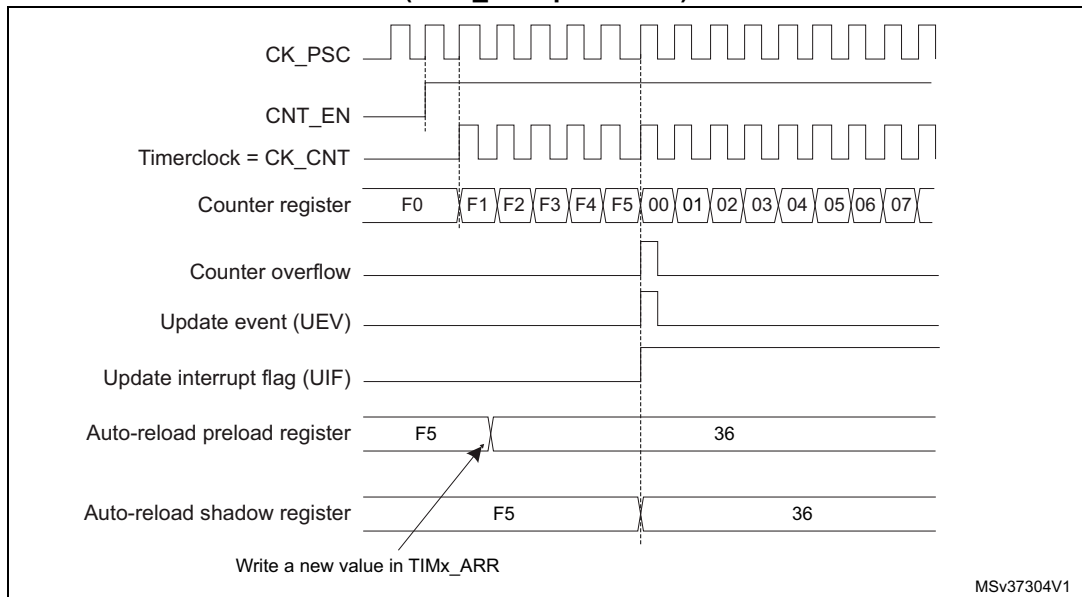 CK_PSC
CNT_EN
Timerclock = CK_CNT
Counter register F0 F1 F2 F3 F4 F5 00 01 02 03 04 05 06 07
Counter overflow
Update event (UEV)
Update interrupt flag (UIF)
Auto-reload preload register F5 36
Auto-reload shadow register F5 36
Write a new value in TIMx_ARR
MSv37304V1